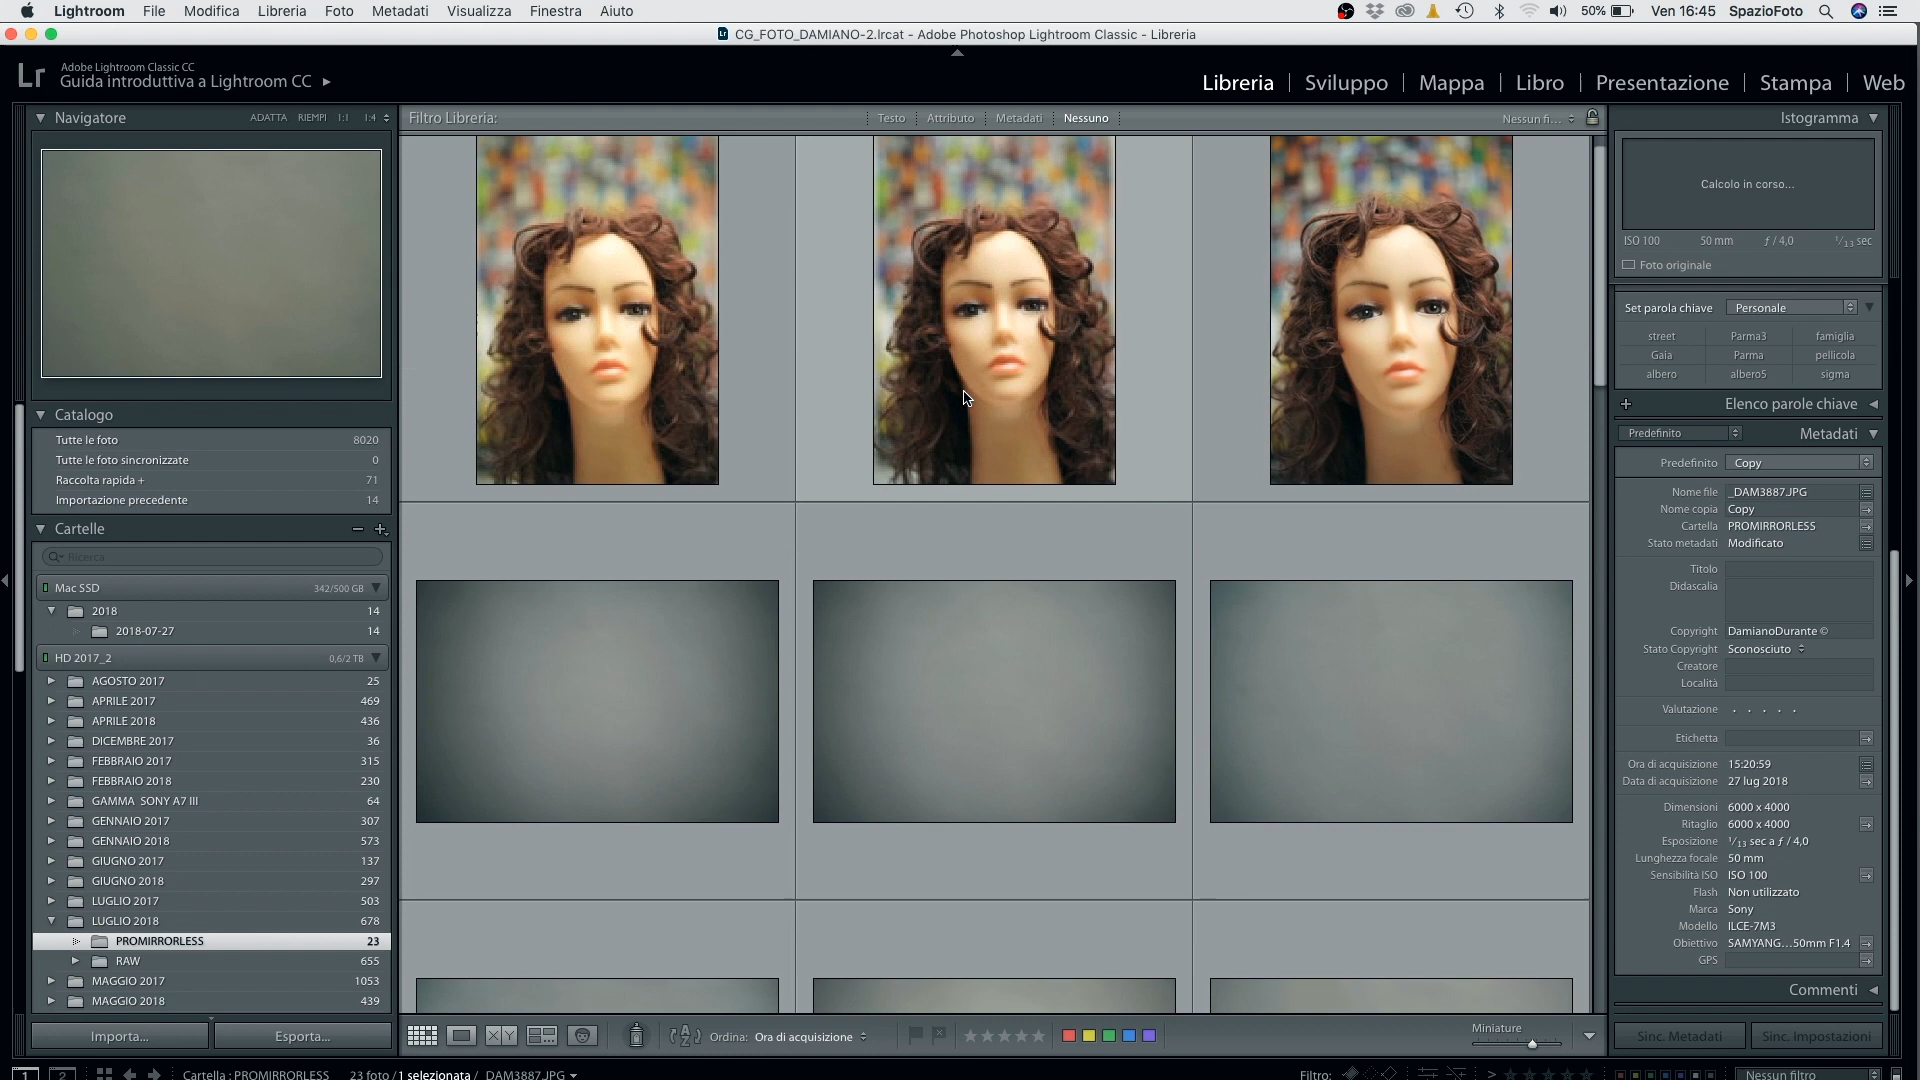 Lightroom File Modifica Libreria Foto Metadati Visualizza Finestra Aiuto 50% Ven 16:45 SpazioFoto
CG_FOTO_DAMIANO-2.lrcat - Adobe Photoshop Lightroom Classic - Libreria
Lr
Adobe Lightroom Classic CC
Guida introduttiva a Lightroom CC
Libreria | Sviluppo | Mappa | Libro | Presentazione | Stampa | Web
Navigatore ADATTA RIEMPI 1:1 1:4
Filtro Libreria: Testo Attributo Metadati Nessuno Nessun fi...
Istogramma
Calcolo in corso...
ISO 100 50 mm ƒ / 4,0 1/13 sec
Foto originale
Set parola chiave Personale
street Parma3 famiglia
Gaia Parma pellicola
albero albero5 sigma
Elenco parole chiave
Predefinito Metadati
Predefinito Copy
Nome file _DAM3887.JPG
Nome copia Copy
Cartella PROMIRRORLESS
Stato metadati Modificato
Titolo
Didascalia
Copyright DamianoDurante ©
Stato Copyright Sconosciuto
Creatore
Località
Valutazione . . . . .
Etichetta
Ora di acquisizione 15:20:59
Data di acquisizione 27 lug 2018
Dimensioni 6000 x 4000
Ritaglio 6000 x 4000
Esposizione 1/13 sec a ƒ / 4,0
Lunghezza focale 50 mm
Sensibilità ISO ISO 100
Flash Non utilizzato
Marca Sony
Modello ILCE-7M3
Obiettivo SAMYANG...50mm F1.4
GPS
Commenti
Sinc. Metadati Sinc. Impostazioni
Catalogo
Tutte le foto 8020
Tutte le foto sincronizzate 0
Raccolta rapida + 71
Importazione precedente 14
Cartelle
Ricerca
Mac SSD 342/500 GB
2018 14
2018-07-27 14
HD 2017_2 0,6/2 TB
AGOSTO 2017 25
APRILE 2017 469
APRILE 2018 436
DICEMBRE 2017 36
FEBBRAIO 2017 315
FEBBRAIO 2018 230
GAMMA SONY A7 III 64
GENNAIO 2017 307
GENNAIO 2018 573
GIUGNO 2017 137
GIUGNO 2018 297
LUGLIO 2017 503
LUGLIO 2018 678
PROMIRRORLESS 23
RAW 655
MAGGIO 2017 1053
MAGGIO 2018 439
Importa... Esporta...
XY Ordina: Ora di acquisizione Miniature
1 2 Cartella : PROMIRRORLESS 23 foto / 1 selezionata / _DAM3887.JPG Filtro: Nessun filtro